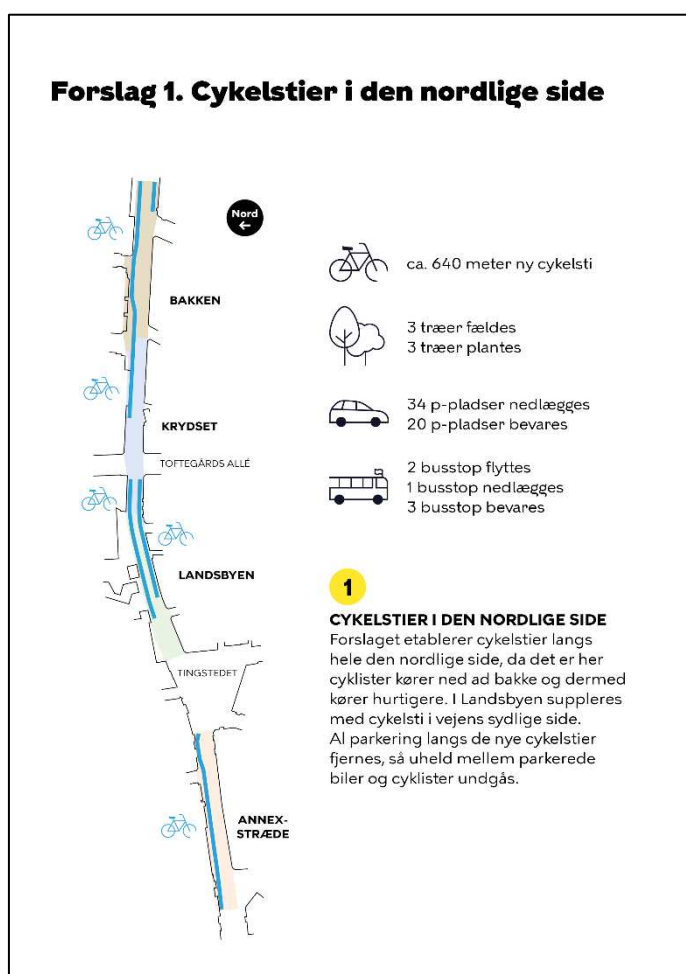 Forslag 1. Cykelstier i den nordlige side
Nord
←
BAKKEN
KRYDSET
TOFTEGÅRDS ALLÉ
LANDSBYEN
TINGSTEDET
ANNEX-
STRÆDE
ca. 640 meter ny cykelsti
3 træer fældes
3 træer plantes
34 p-pladser nedlægges
20 p-pladser bevares
2 busstop flyttes
1 busstop nedlægges
3 busstop bevares
1
CYKELSTIER I DEN NORDLIGE SIDE
Forslaget etablerer cykelstier langs
hele den nordlige side, da det er her
cyklister kører ned ad bakke og dermed
kører hurtigere. I Landsbyen suppleres
med cykelsti i vejens sydlige side.
Al parkering langs de nye cykelstier
fjernes, så uheld mellem parkerede
biler og cyklister undgås.